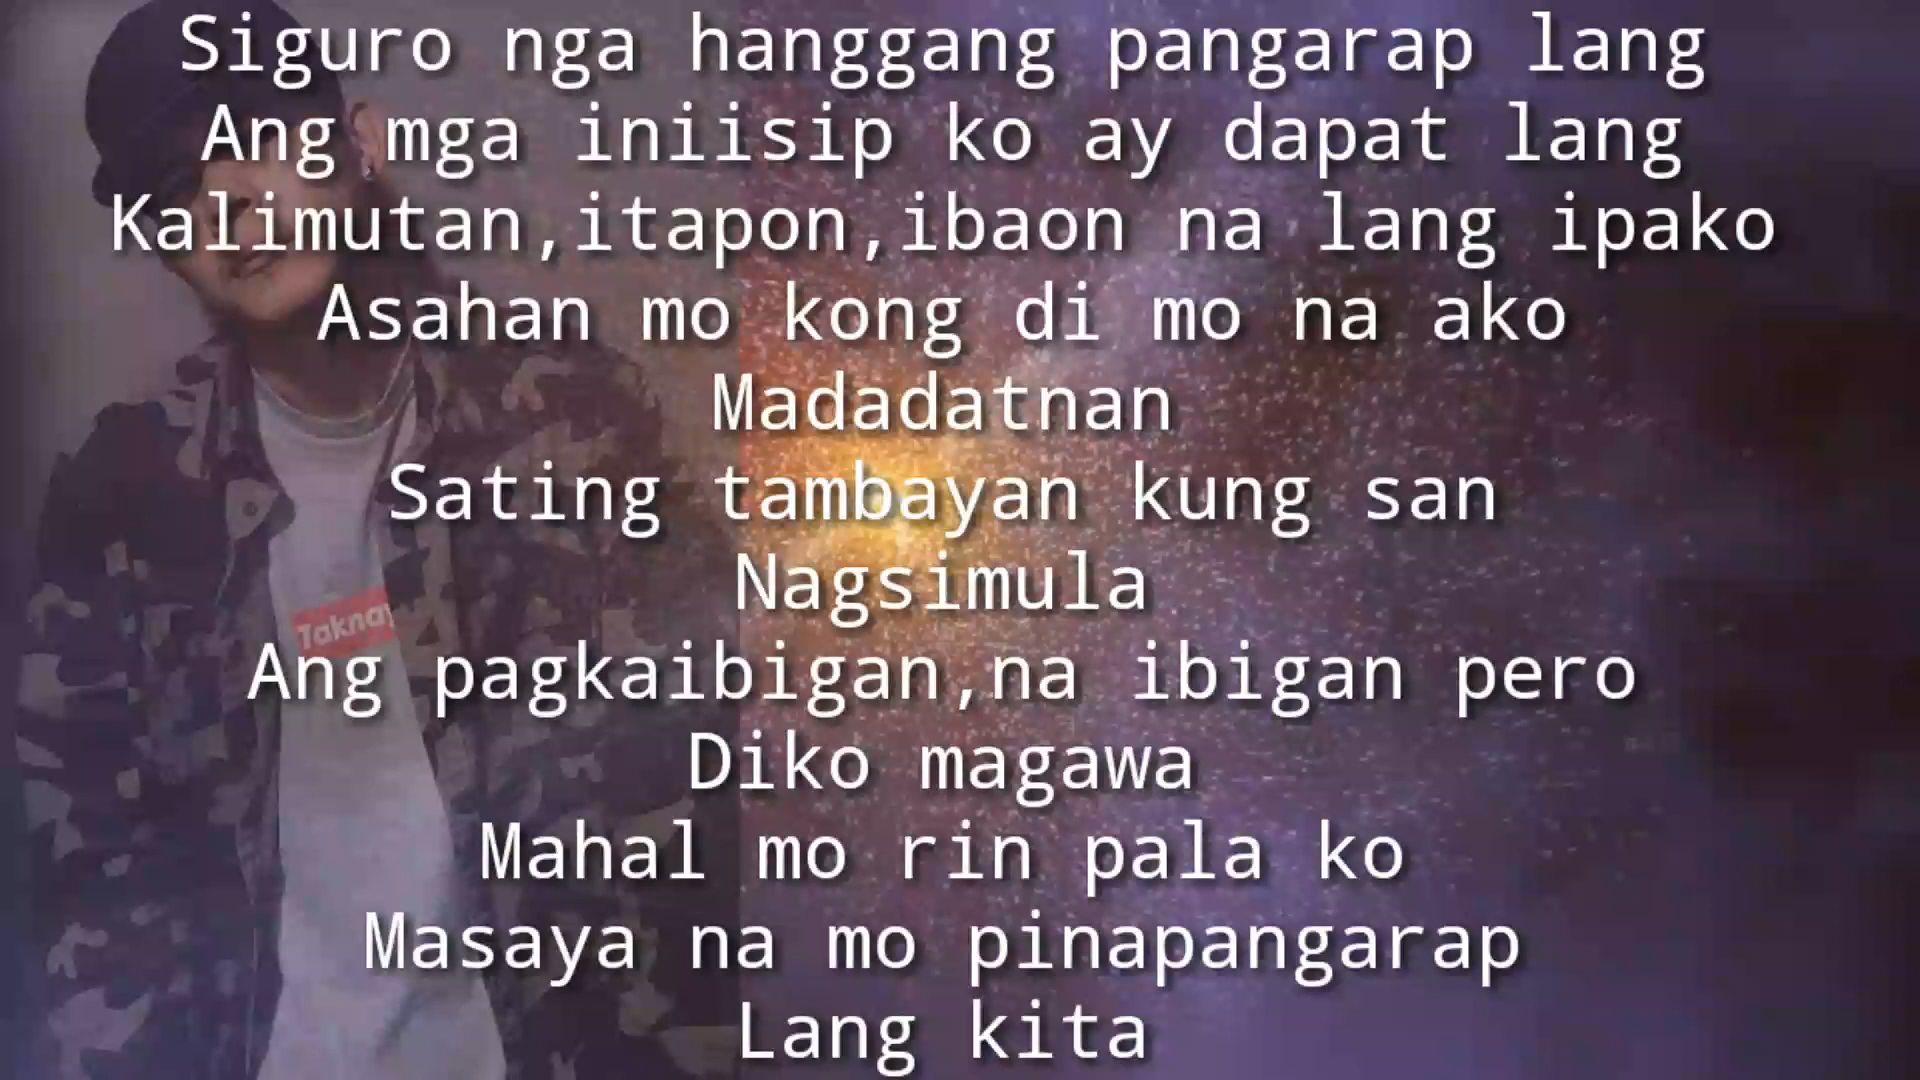 Siguro nga hanggang pangarap lang
Ang mga iniisip ko ay dapat lang
Kalimutan,itapon,ibaon na lang ipako
Asahan mo kong di mo na ako
Madadatnan
Sating tambayan kung san
Nagsimula
Ang pagkaibigan,na ibigan pero
Diko magawa
Mahal mo rin pala ko
Masaya na mo pinapangarap
Lang kita